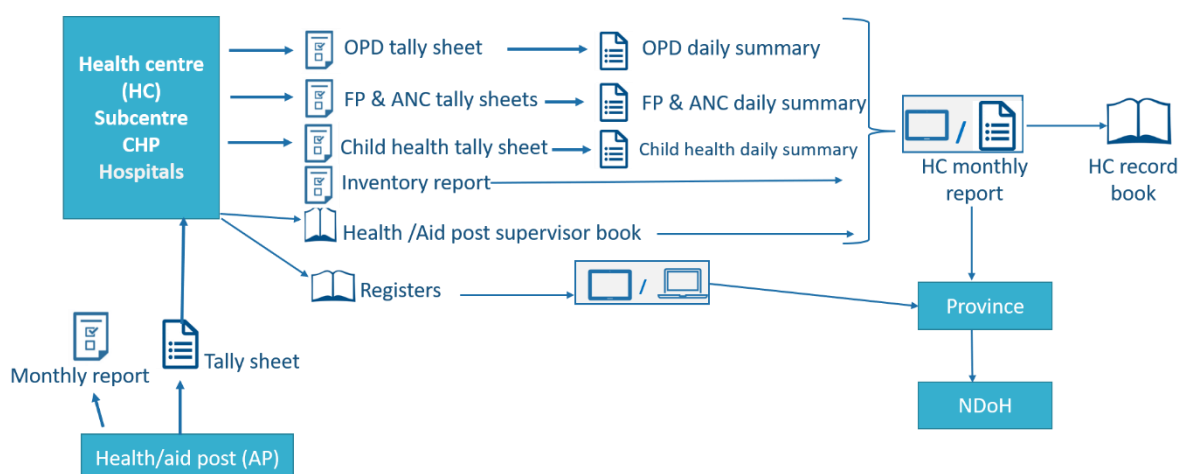 Health centre
(HC)
Subcentre
CHP
Hospitals
OPD tally sheet
OPD daily summary
FP & ANC tally sheets
FP & ANC daily summary
Child health tally sheet
Child health daily summary
Inventory report
Health /Aid post supervisor book
Registers
/
/
HC monthly
report
HC record
book
Province
NDoH
Tally sheet
Monthly report
Health/aid post (AP)